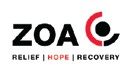 ZOA
RELIEF | HOPE | RECOVERY